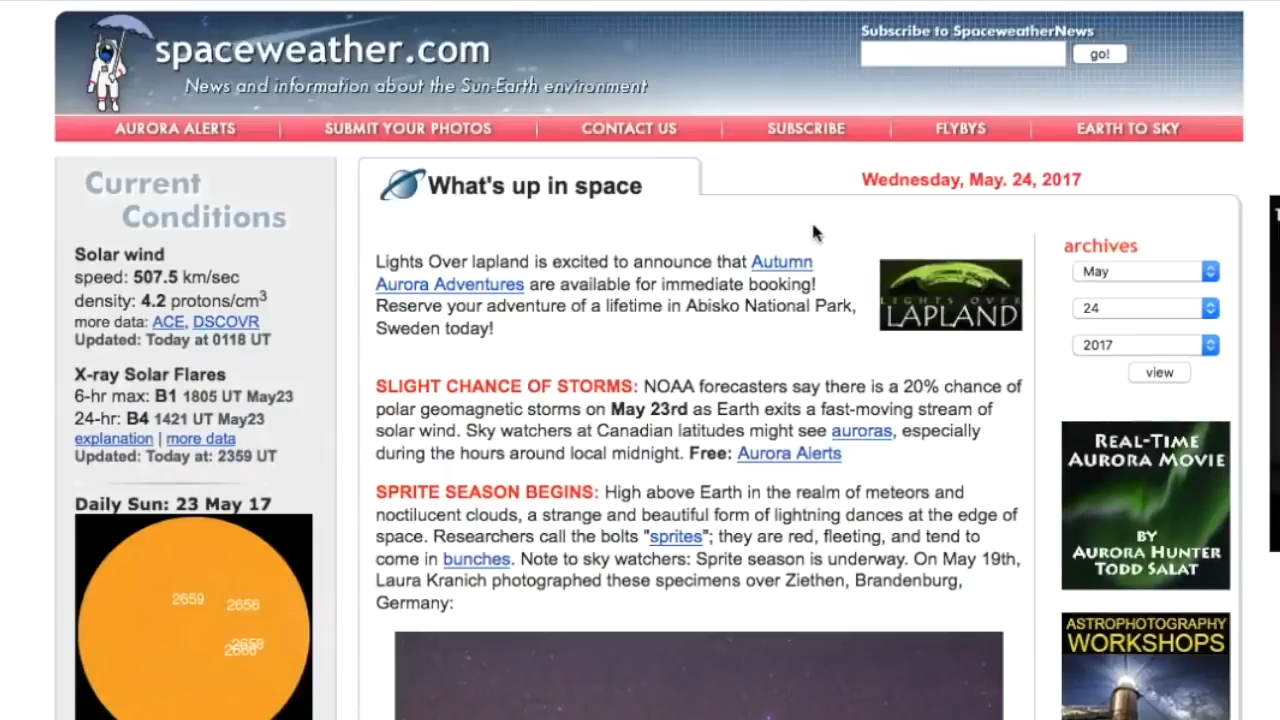 spaceweather.com
News and information about the Sun-Earth environment
Subscribe to SpaceweatherNews
go!
AURORA ALERTS
SUBMIT YOUR PHOTOS
CONTACT US
SUBSCRIBE
FLYBYS
EARTH TO SKY
Current
Conditions
Solar wind
speed: 507.5 km/sec
density: 4.2 protons/cm3
more data: ACE, DSCOVR
Updated: Today at 0118 UT
X-ray Solar Flares
6-hr max: B1 1805 UT May23
24-hr: B4 1421 UT May23
explanation | more data
Updated: Today at: 2359 UT
Daily Sun: 23 May 17
2659
2656
2658
What's up in space
Wednesday, May. 24, 2017
Lights Over lapland is excited to announce that Autumn
Aurora Adventures are available for immediate booking!
Reserve your adventure of a lifetime in Abisko National Park,
Sweden today!
LIGHTS OVER
LAPLAND
SLIGHT CHANCE OF STORMS: NOAA forecasters say there is a 20% chance of
polar geomagnetic storms on May 23rd as Earth exits a fast-moving stream of
solar wind. Sky watchers at Canadian latitudes might see auroras, especially
during the hours around local midnight. Free: Aurora Alerts
SPRITE SEASON BEGINS: High above Earth in the realm of meteors and
noctilucent clouds, a strange and beautiful form of lightning dances at the edge of
space. Researchers call the bolts "sprites"; they are red, fleeting, and tend to
come in bunches. Note to sky watchers: Sprite season is underway. On May 19th,
Laura Kranich photographed these specimens over Ziethen, Brandenburg,
Germany:
archives
May
24
2017
view
REAL-TIME
AURORA MOVIE
BY
AURORA HUNTER
TODD SALAT
ASTROPHOTOGRAPHY
WORKSHOPS